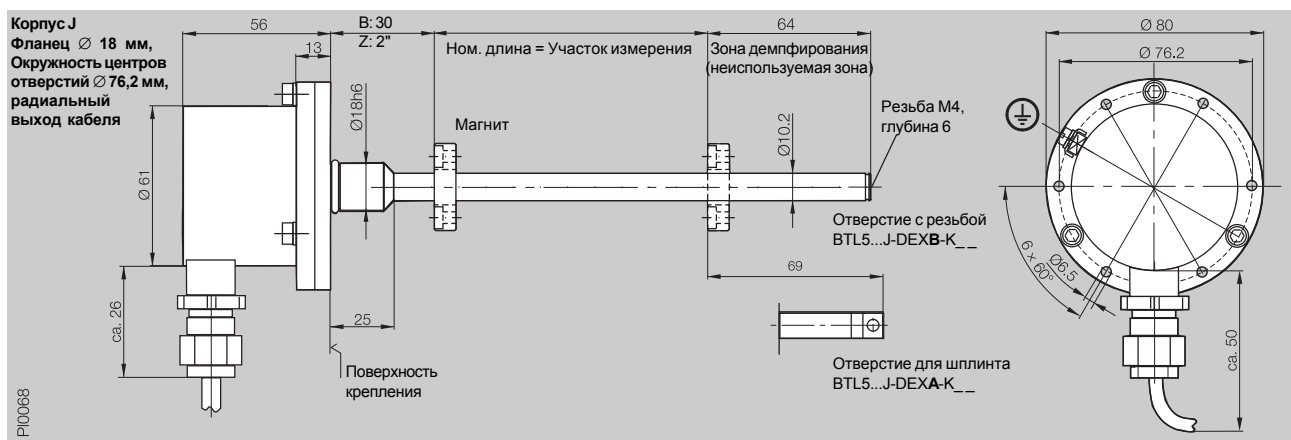 Корпус J
Фланец Ø 18 мм,
Окружность центров
отверстий Ø 76,2 мм,
радиальный
выход кабеля
56
B: 30
Z: 2"
64
13
Ном. длина = Участок измерения
Зона демпфирования
(неиспользуемая зона)
Ø 80
Ø 76.2
Ø18h6
Магнит
Ø10.2
Резьба M4,
глубина 6
Ø 61
Отверстие с резьбой
BTL5...J-DEXB-K_ _
69
6 × 60°
Ø6.5
ca. 26
25
ca. 50
Поверхность
крепления
Отверстие для шплинта
BTL5...J-DEXA-K_ _
PI0068